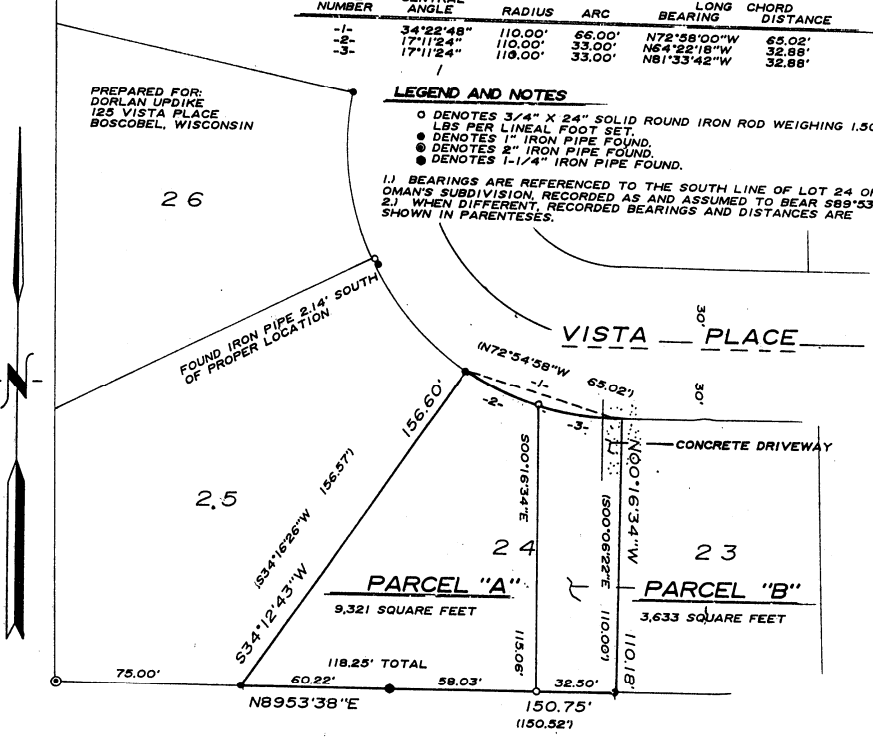 NUMBER ANGLE RADIUS ARC LONG CHORD
BEARING DISTANCE
-1- 34°22'48" 110.00' 66.00' N72°58'00"W 65.02'
-2- 17°11'24" 110.00' 33.00' N64°22'18"W 32.88'
-3- 17°11'24" 110.00' 33.00' N81°33'42"W 32.88'
PREPARED FOR:
DORLAN UPDIKE
125 VISTA PLACE
BOSCOBEL, WISCONSIN
LEGEND AND NOTES
DENOTES 3/4" X 24" SOLID ROUND IRON ROD WEIGHING 1.50
LBS PER LINEAL FOOT SET.
DENOTES 1" IRON PIPE FOUND.
DENOTES 2" IRON PIPE FOUND.
DENOTES 1-1/4" IRON PIPE FOUND.
1.) BEARINGS ARE REFERENCED TO THE SOUTH LINE OF LOT 24 OF
OMAN'S SUBDIVISION, RECORDED AS AND ASSUMED TO BEAR S89°53
2.) WHEN DIFFERENT, RECORDED BEARINGS AND DISTANCES ARE
SHOWN IN PARENTESES.
26
FOUND IRON PIPE 2.14' SOUTH
OF PROPER LOCATION
VISTA PLACE
30'
30'
(N72°54'58"W 65.02')
-1-
-2-
-3-
CONCRETE DRIVEWAY
N
156.60'
(S34°16'26"W 156.57')
S34°12'43"W
S00°16'34"E
115.06'
(S00°06'22"E 110.00')
N00°16'34"W
110.18'
25
24
23
PARCEL "A"
9,321 SQUARE FEET
PARCEL "B"
3,633 SQUARE FEET
118.25' TOTAL
75.00' 60.22' 58.03' 32.50'
N8953'38"E
150.75'
(150.52')